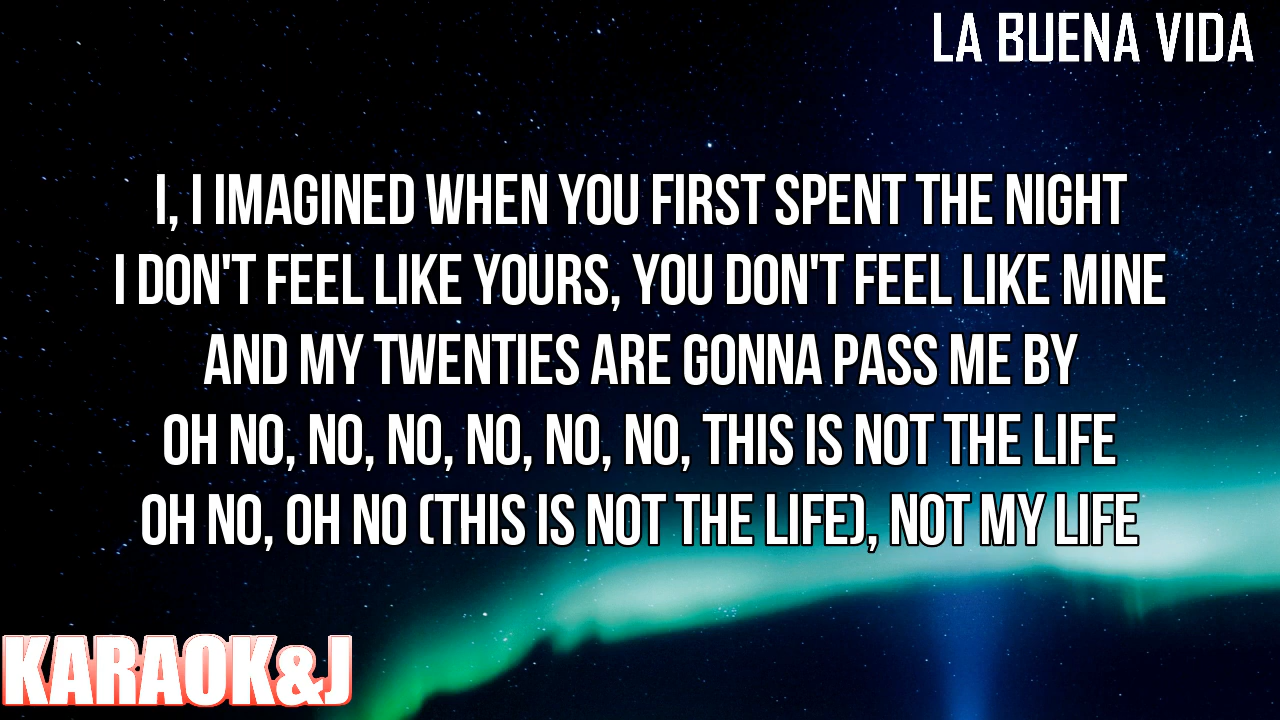 LA BUENA VIDA
I, I IMAGINED WHEN YOU FIRST SPENT THE NIGHT
I DON'T FEEL LIKE YOURS, YOU DON'T FEEL LIKE MINE
AND MY TWENTIES ARE GONNA PASS ME BY
OH NO, NO, NO, NO, NO, NO, THIS IS NOT THE LIFE
OH NO, OH NO (THIS IS NOT THE LIFE), NOT MY LIFE
KARAOK&J